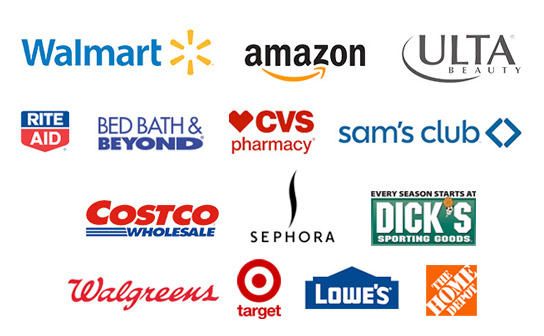 Walmart
amazon
ULTA
BEAUTY
RITE
AID
BED BATH &
BEYOND
CVS
pharmacy
sam's club
COSTCO
WHOLESALE
SEPHORA
EVERY SEASON STARTS AT
DICK'S
SPORTING GOODS
Walgreens
target
LOWE'S
THE
HOME
DEPOT